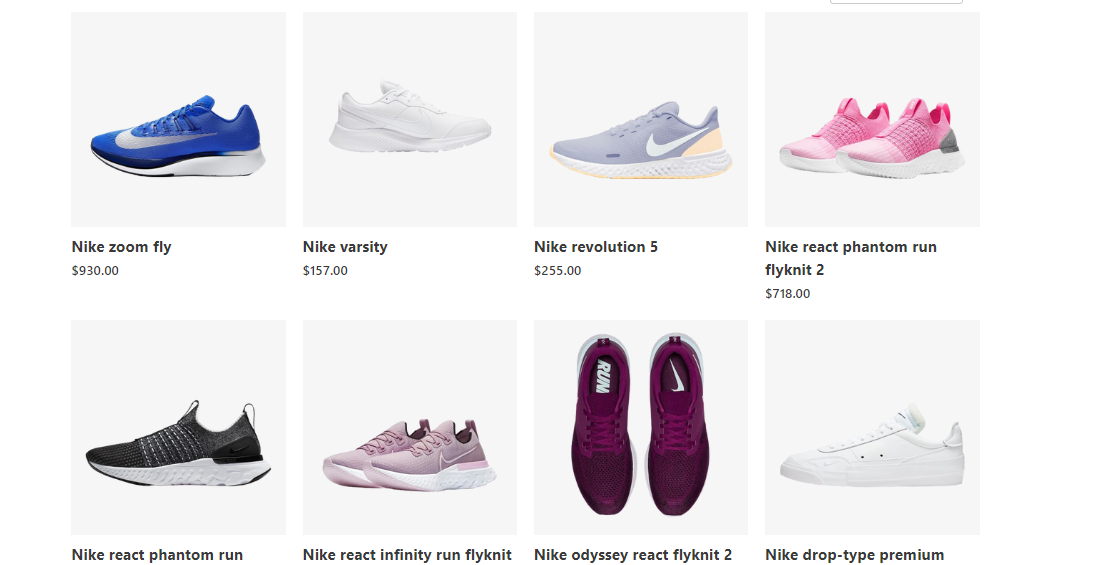 Nike zoom fly
$930.00
Nike varsity
$157.00
Nike revolution 5
$255.00
Nike react phantom run
flyknit 2
$718.00
RUN
Nike react phantom run
Nike react infinity run flyknit
Nike odyssey react flyknit 2
Nike drop-type premium